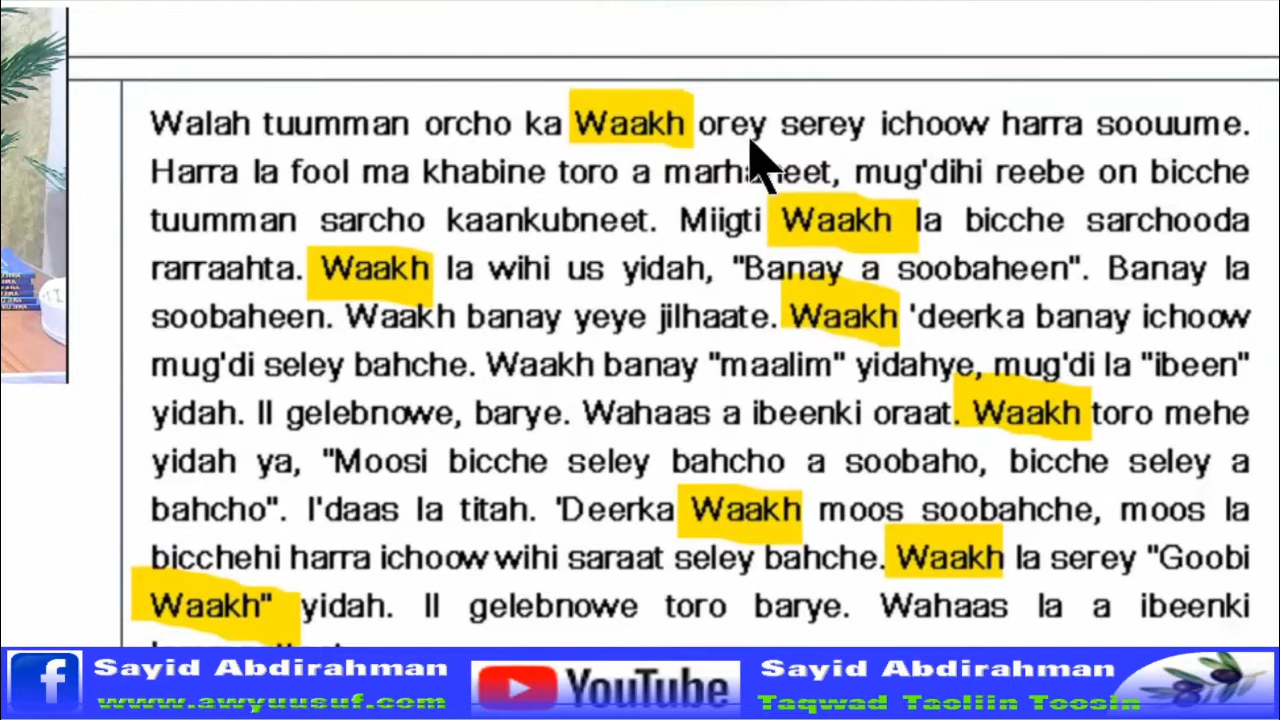 Walah tuumman orcho ka Waakh orey serey ichoow harra soouume.
Harra la fool ma khabine toro a mug'dihi reebe on bicche
tuumman sarcho kaankubneet. Miigti Waakh la bicche sarchooda
rarraahta. Waakh la wihi us yidah, "Banay a soobaheen". Banay la
soobaheen. Waakh banay yeye jilhaate. Waakh 'deerka banay ichoow
mug'di seley bahche. Waakh banay "maalim" yidahye, mug'di la "ibeen"
yidah. Il gelebnowe, barye. Wahaas a ibeenki oraat. Waakh toro mehe
yidah ya, "Moosi bicche seley bahcho a soobaho, bicche seley a
bahcho". I'daas la titah. 'Deerka Waakh moos soobahche, moos la
bicchehi harra ichoow wihi saraat seley bahche. Waakh la serey "Goobi
Waakh" yidah. Il gelebnowe toro barye. Wahaas la a ibeenki
Sayid Abdirahman
www.awyuusuf.com
YouTube
Sayid Abdirahman
Taqwad Taoliin Toosin